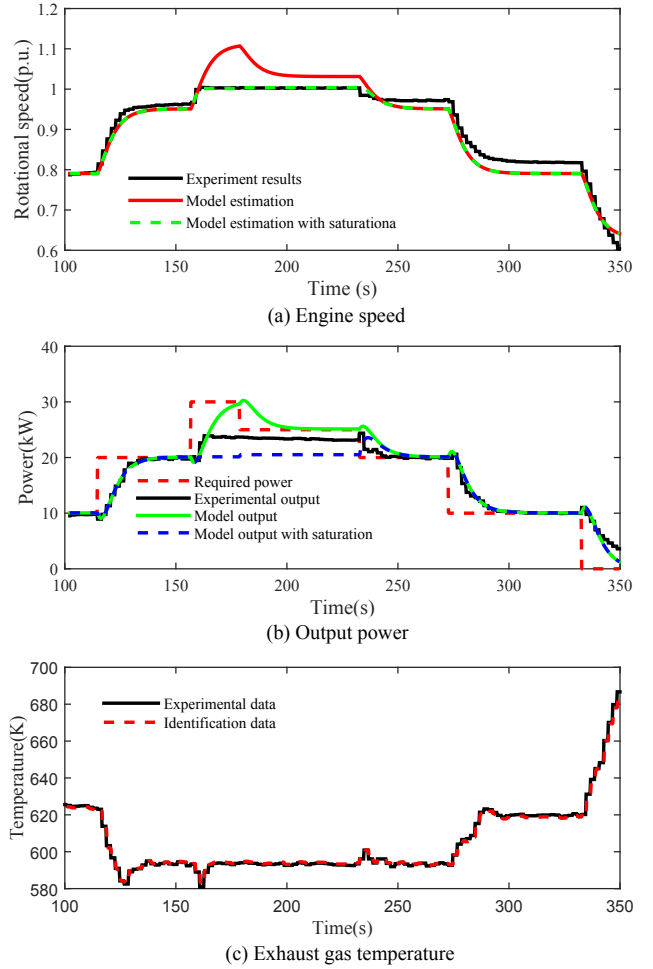 1.2
1.1
1
0.9
0.8
0.7
0.6
Rotational speed(p.u.)
Experiment results
Model estimation
Model estimation with saturationa
100 150 200 250 300 350
Time (s)
(a) Engine speed
40
30
20
10
0
Power(kW)
Required power
Experimental output
Model output
Model output with saturation
100 150 200 250 300 350
Time(s)
(b) Output power
700
680
660
640
620
600
580
Temperature(K)
Experimental data
Identification data
100 150 200 250 300 350
Time(s)
(c) Exhaust gas temperature